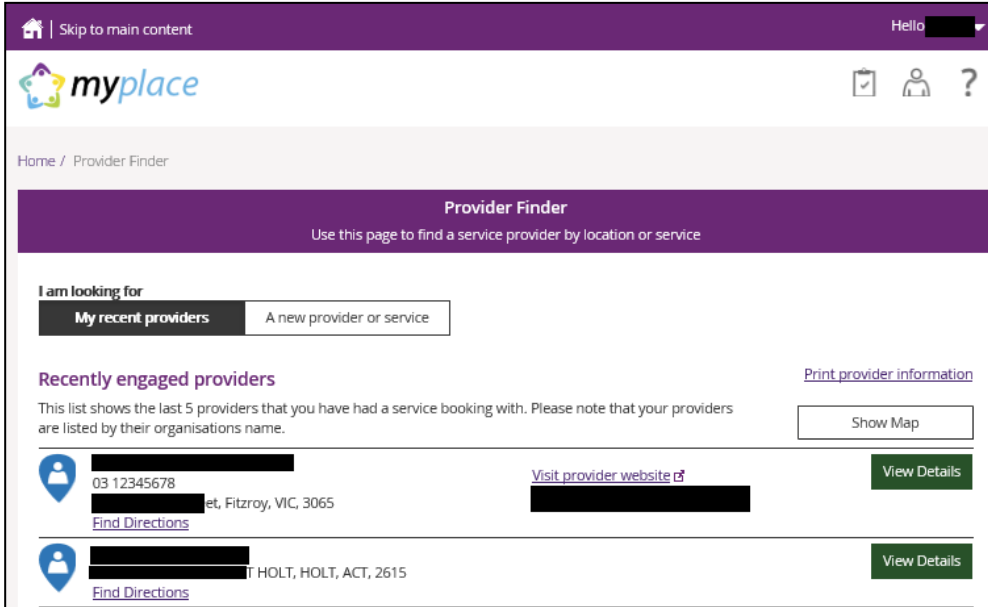 Skip to main content
Hello
myplace
?
Home / Provider Finder
Provider Finder
Use this page to find a service provider by location or service
I am looking for
My recent providers
A new provider or service
Recently engaged providers
Print provider information
This list shows the last 5 providers that you have had a service booking with. Please note that your providers
are listed by their organisations name.
Show Map
03 12345678
Visit provider website
View Details
et, Fitzroy, VIC, 3065
Find Directions
T HOLT, HOLT, ACT, 2615
View Details
Find Directions